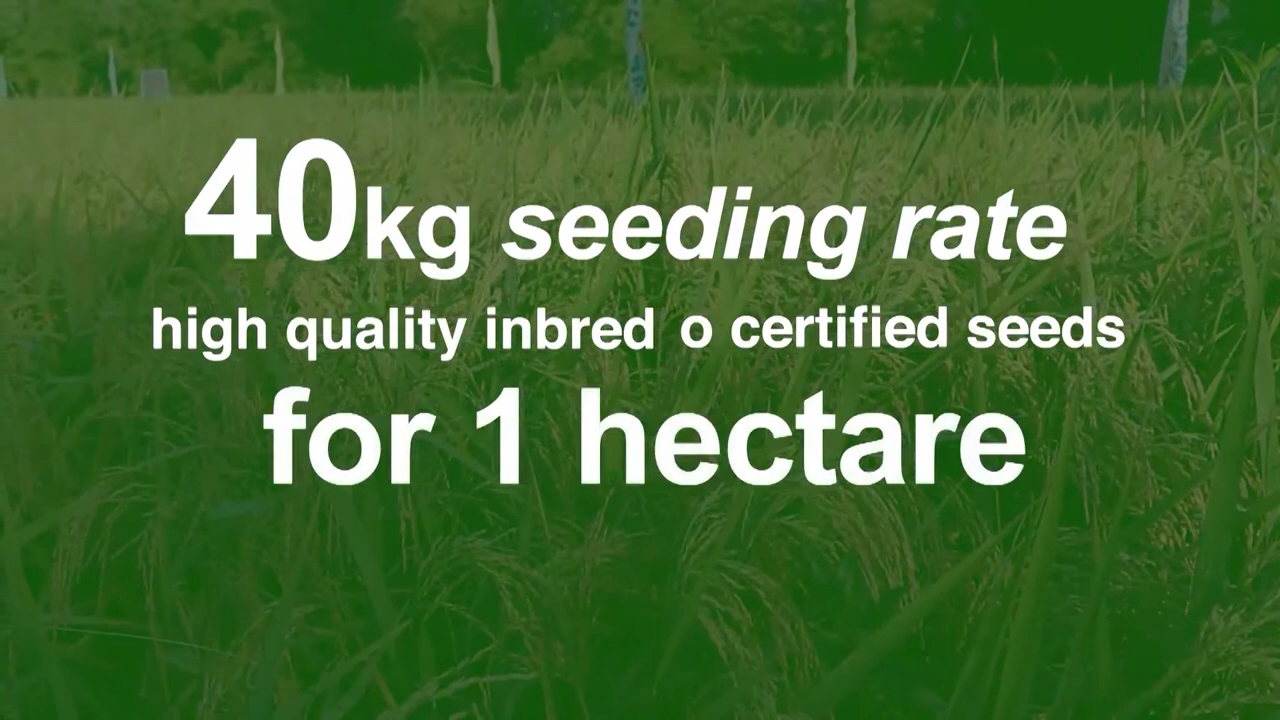 40kg seeding rate
high quality inbred o certified seeds
for 1 hectare